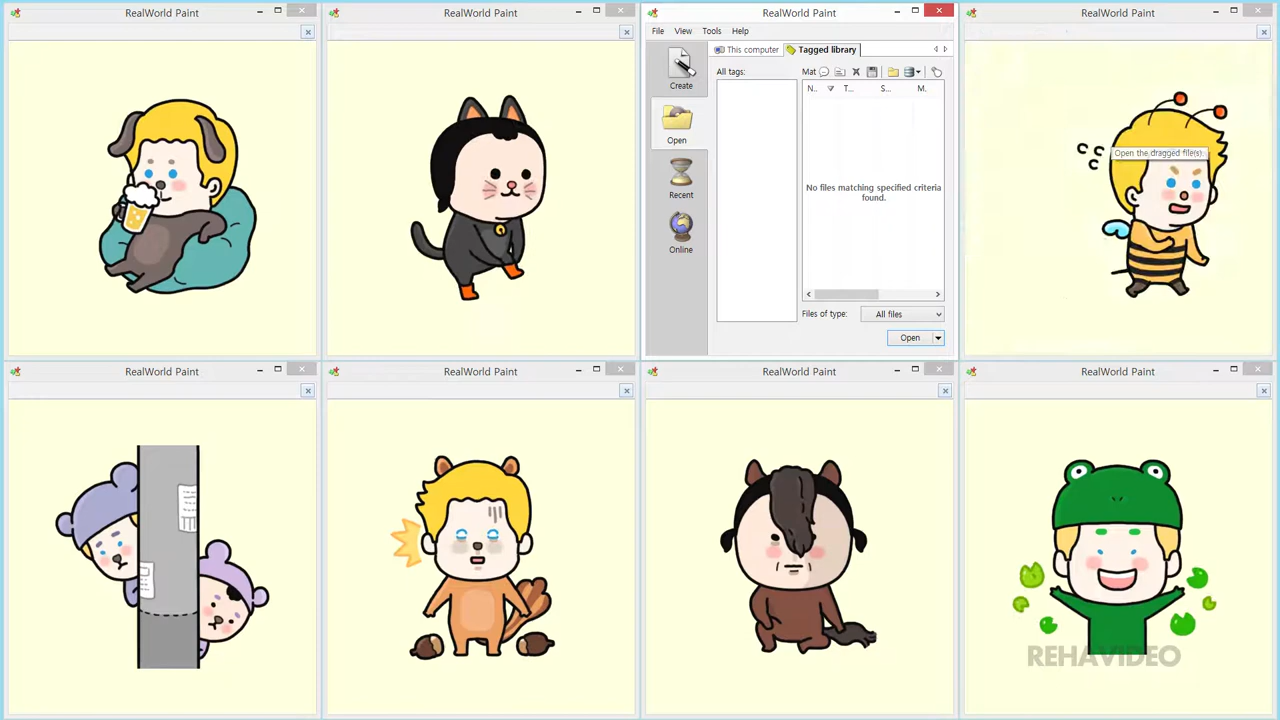 RealWorld Paint
RealWorld Paint
RealWorld Paint
RealWorld Paint
File View Tools Help
This computer
Tagged library
All tags:
Mat
N..
T...
S...
M.
Create
Open
Recent
Online
No files matching specified criteria
found.
Files of type:
All files
Open
Open the dragged file(s)
RealWorld Paint
RealWorld Paint
RealWorld Paint
RealWorld Paint
REHAVIDEO